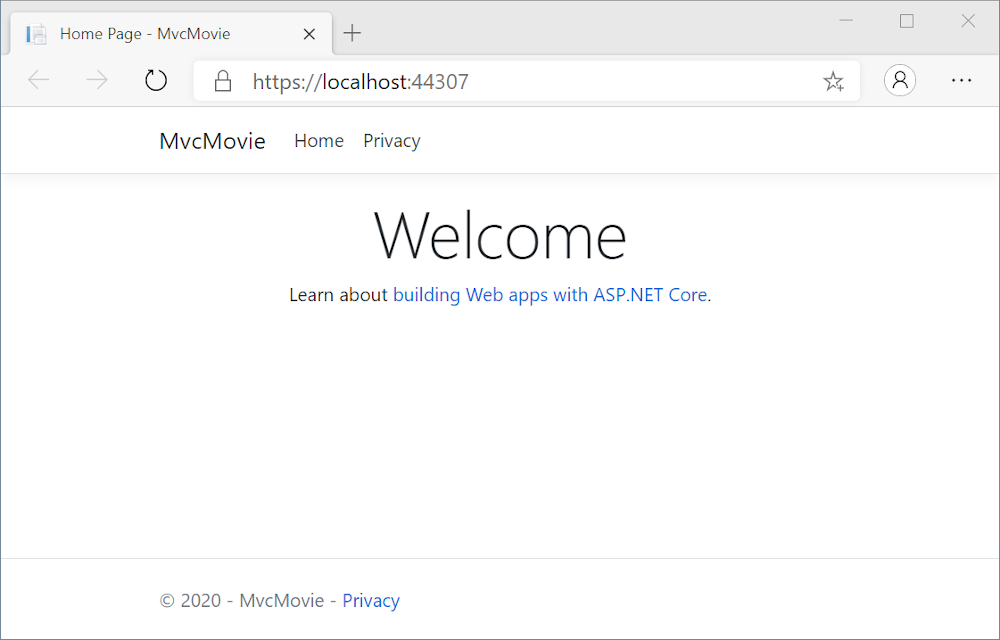 Home Page - MvcMovie
https://localhost:44307
MvcMovie Home Privacy
Welcome
Learn about building Web apps with ASP.NET Core.
© 2020 - MvcMovie - Privacy